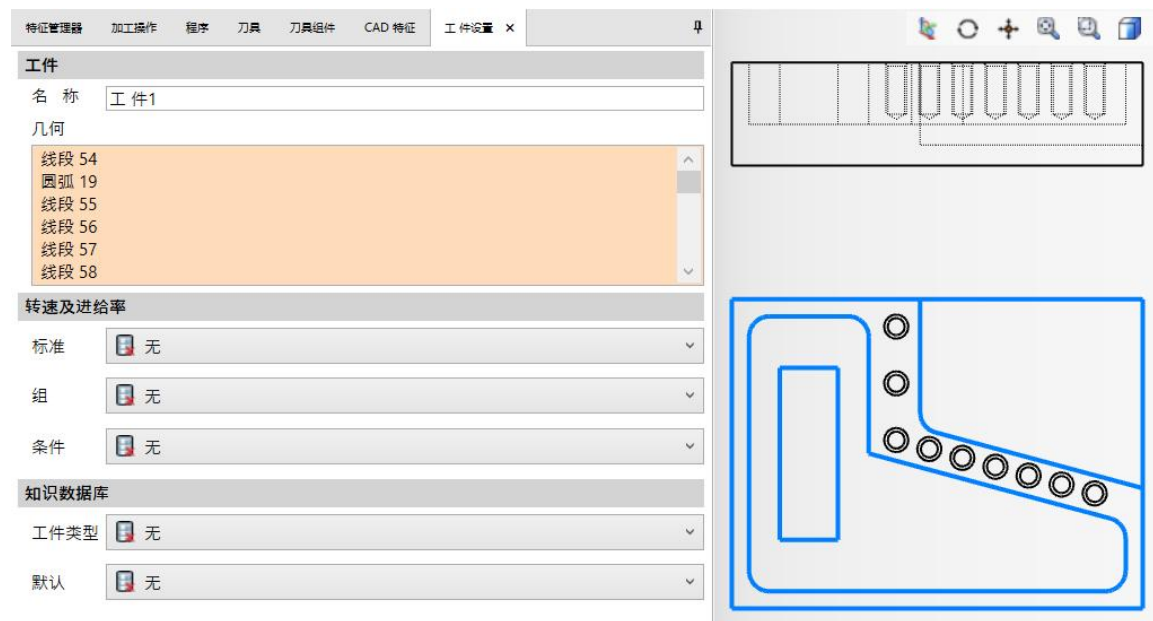 特征管理器 加工操作 程序 刀具 刀具组件 CAD 特征 工件设置 ×
工件
名 称 工件1
几何
线段 54
圆弧 19
线段 55
线段 56
线段 57
线段 58
转速及进给率
标准 无
组 无
条件 无
知识数据库
工件类型 无
默认 无